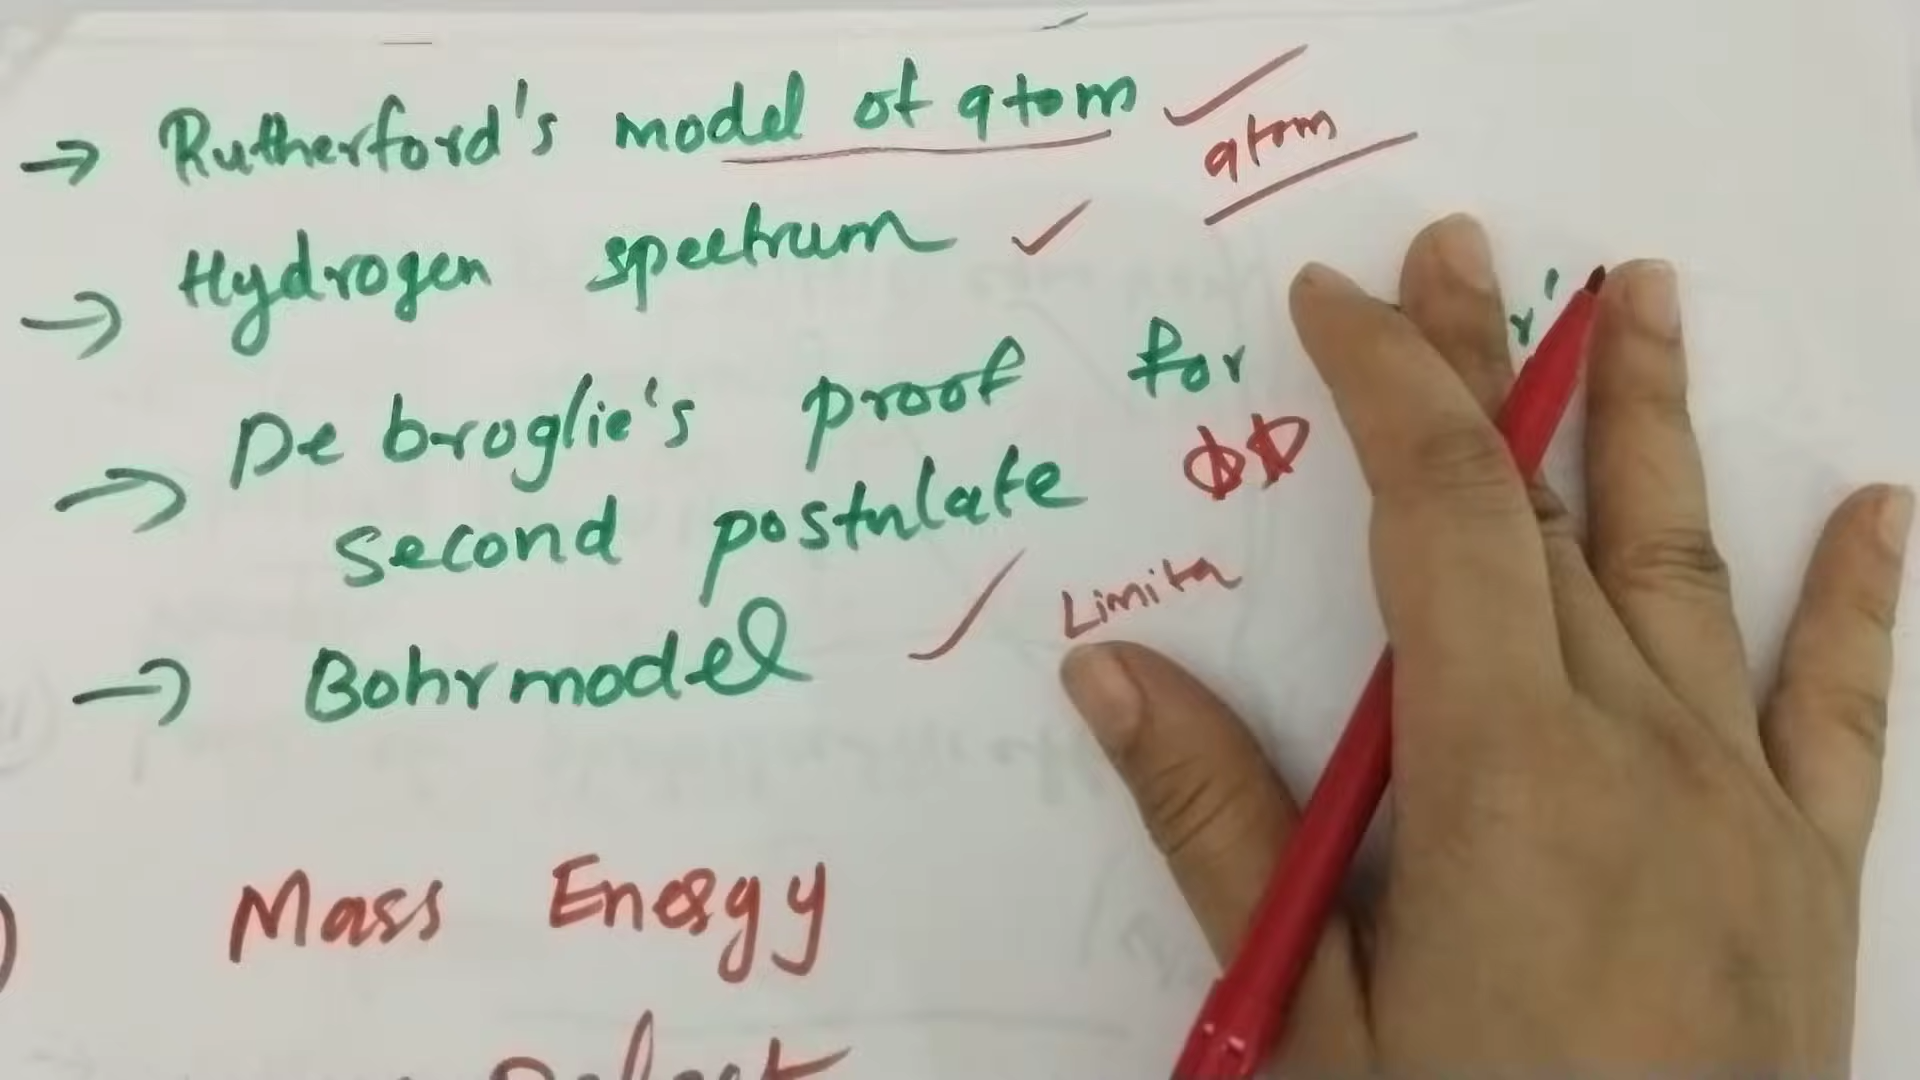 → Rutherford's model of atom ✓
atom
→ Hydrogen spectrum ✓
→ De broglie's proof for
second postulate
→ Bohr model ✓ Limita
Mass Energy